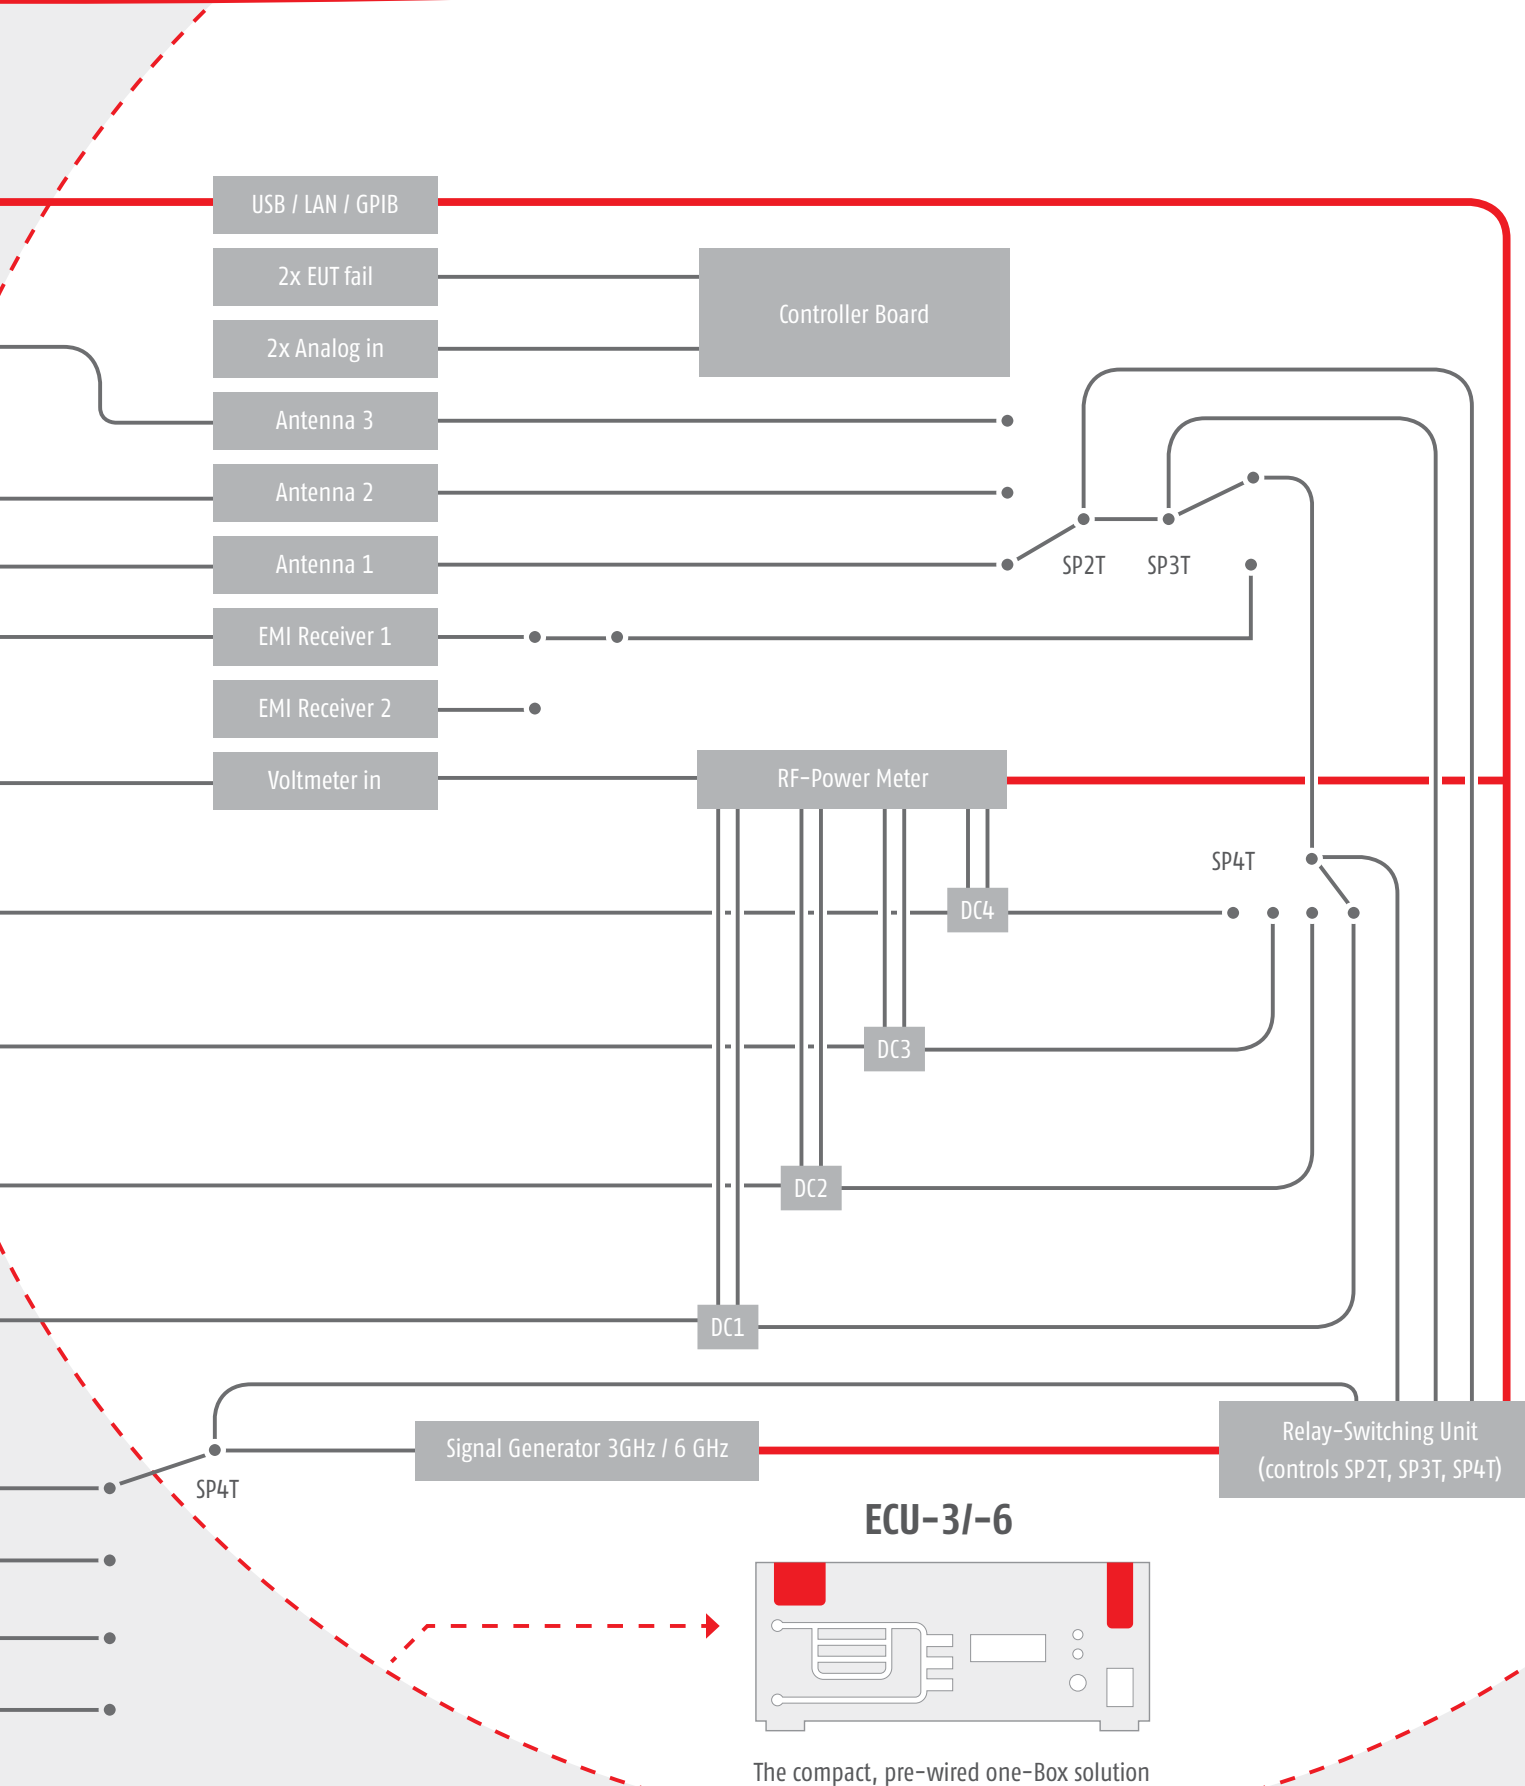 USB / LAN / GPIB
2x EUT fail
Controller Board
2x Analog in
Antenna 3
Antenna 2
Antenna 1
SP2T
SP3T
EMI Receiver 1
EMI Receiver 2
Voltmeter in
RF-Power Meter
SP4T
DC4
DC3
DC2
DC1
Signal Generator 3GHz / 6 GHz
Relay-Switching Unit
(controls SP2T, SP3T, SP4T)
SP4T
ECU-3/-6
The compact, pre-wired one-Box solution